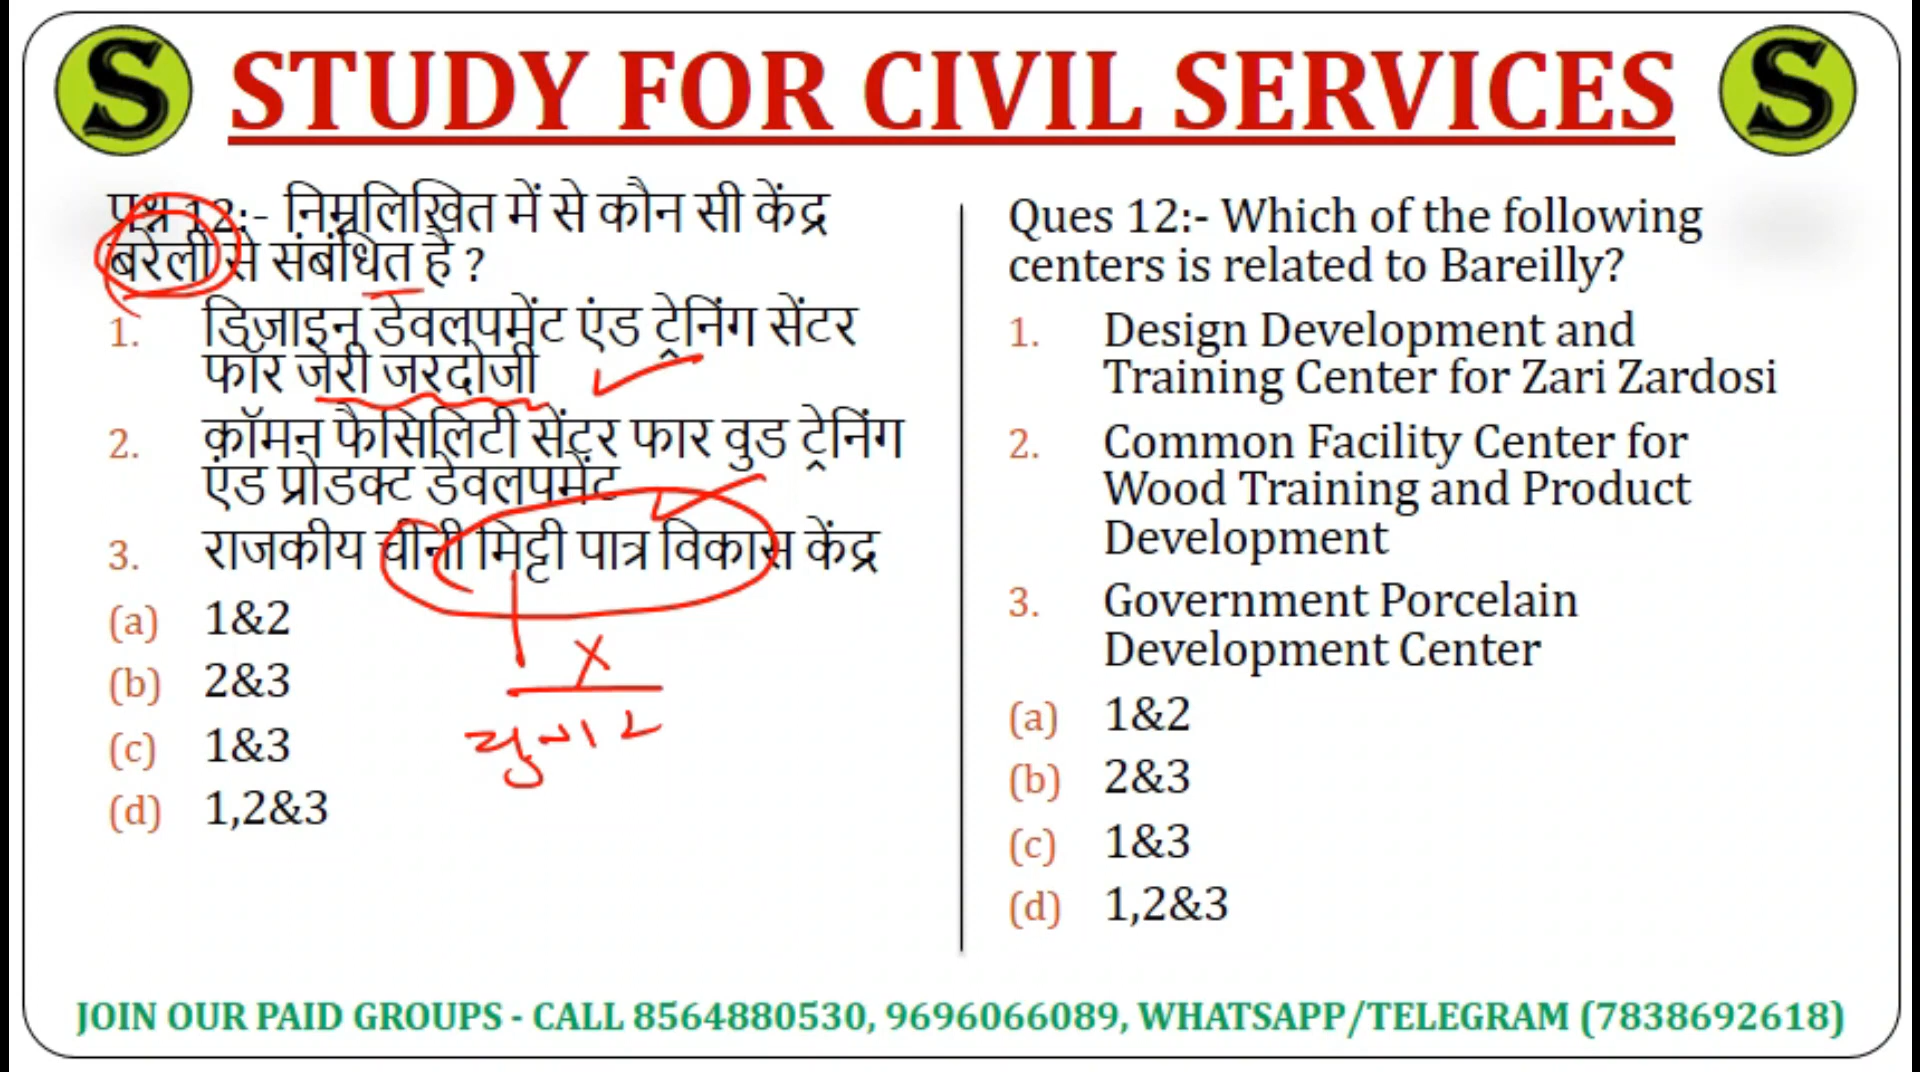 S STUDY FOR CIVIL SERVICES S
प्रश्न 12:- निम्नलिखित में से कौन सी केंद्र
बरेली से संबंधित है ?
1. डिज़ाइन डेवलपमेंट एंड ट्रेनिंग सेंटर
फॉर जेरी जरदोजी
2. कॉमन फैसिलिटी सेंटर फार वुड ट्रेनिंग
एंड प्रोडक्ट डेवलपमेंट
3. राजकीय चीनी मिट्टी पात्र विकास केंद्र
(a) 1&2
(b) 2&3
(c) 1&3
(d) 1,2&3
Ques 12:- Which of the following
centers is related to Bareilly?
1. Design Development and
Training Center for Zari Zardosi
2. Common Facility Center for
Wood Training and Product
Development
3. Government Porcelain
Development Center
(a) 1&2
(b) 2&3
(c) 1&3
(d) 1,2&3
JOIN OUR PAID GROUPS - CALL 8564880530, 9696066089, WHATSAPP/TELEGRAM (7838692618)